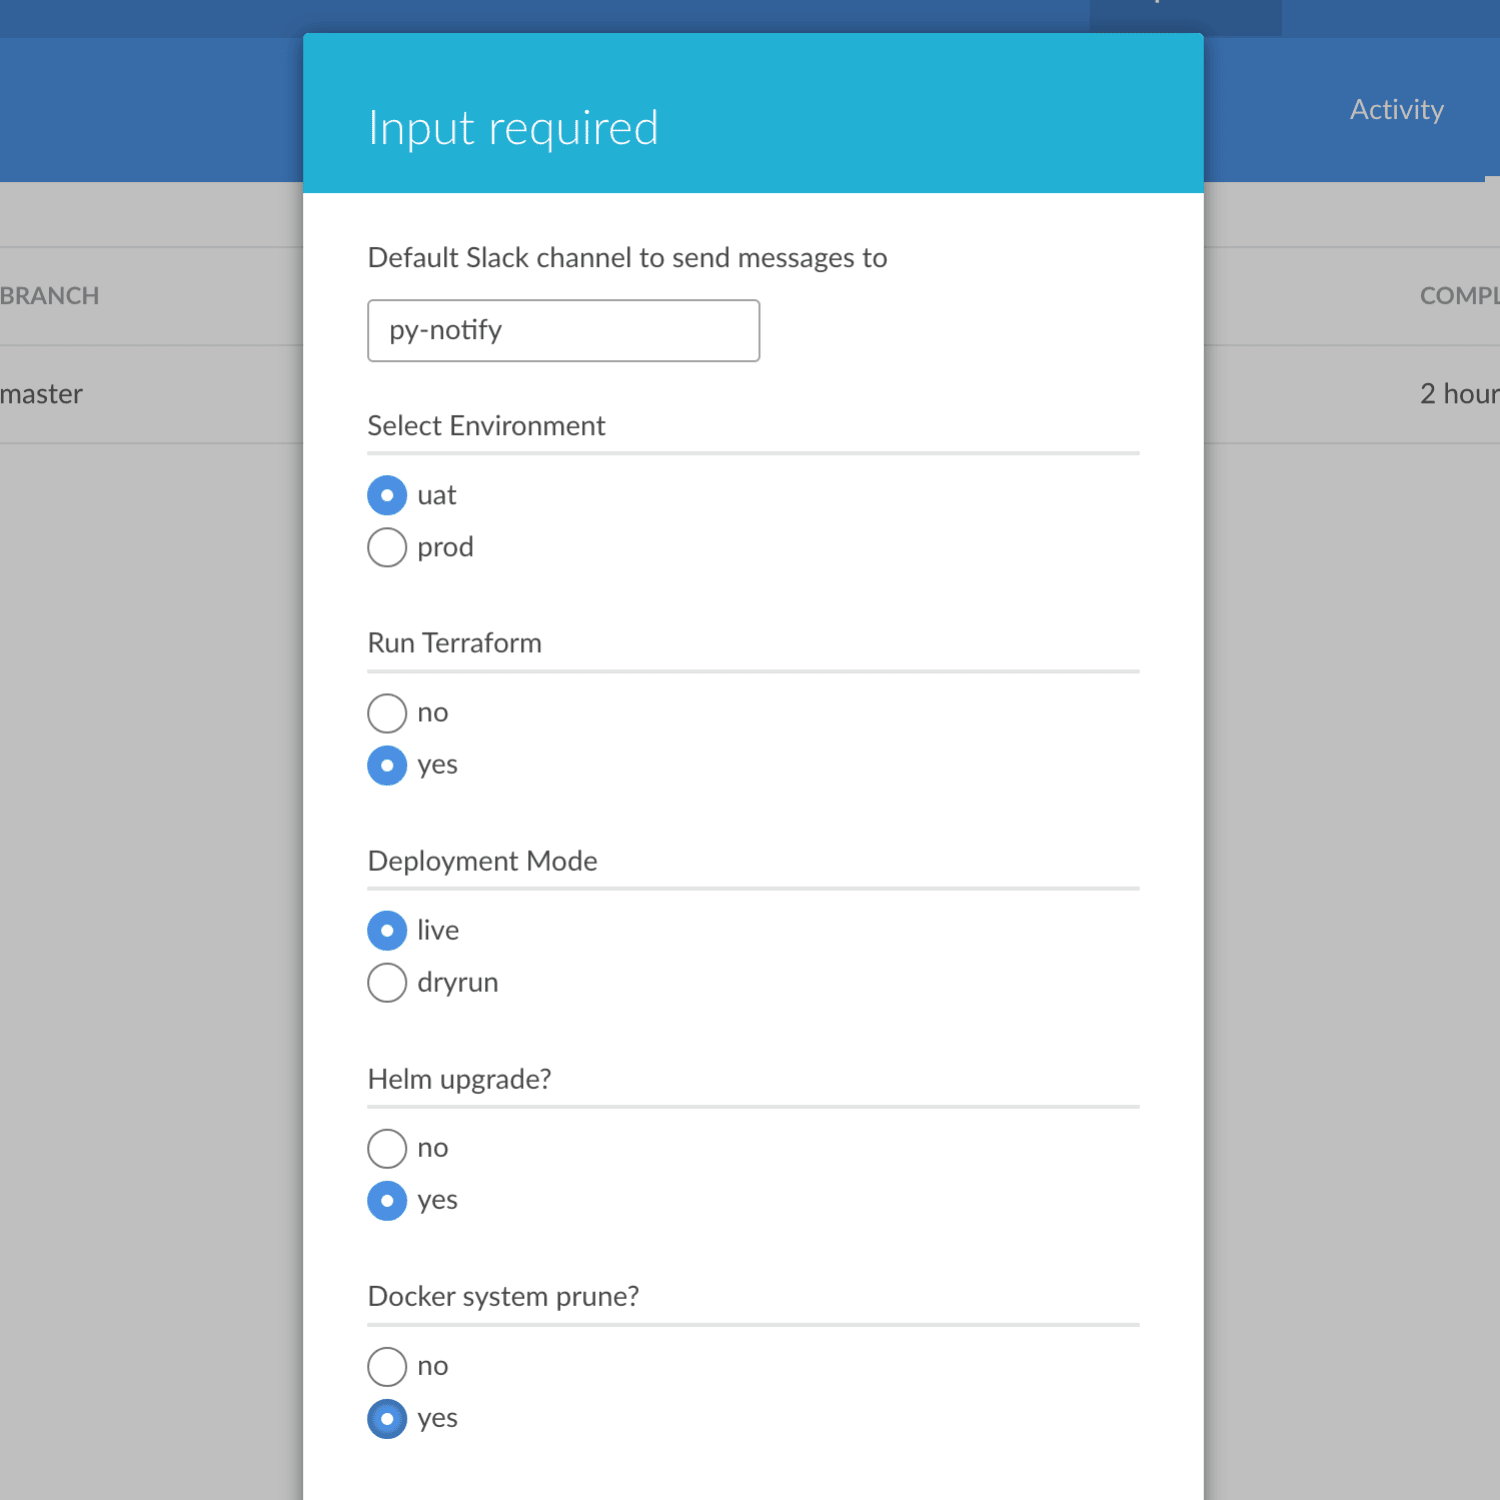 Activity
Input required
Default Slack channel to send messages to
BRANCH
py-notify
master
2 hour
Select Environment
uat
prod
Run Terraform
no
yes
Deployment Mode
live
dryrun
Helm upgrade?
no
yes
Docker system prune?
no
yes